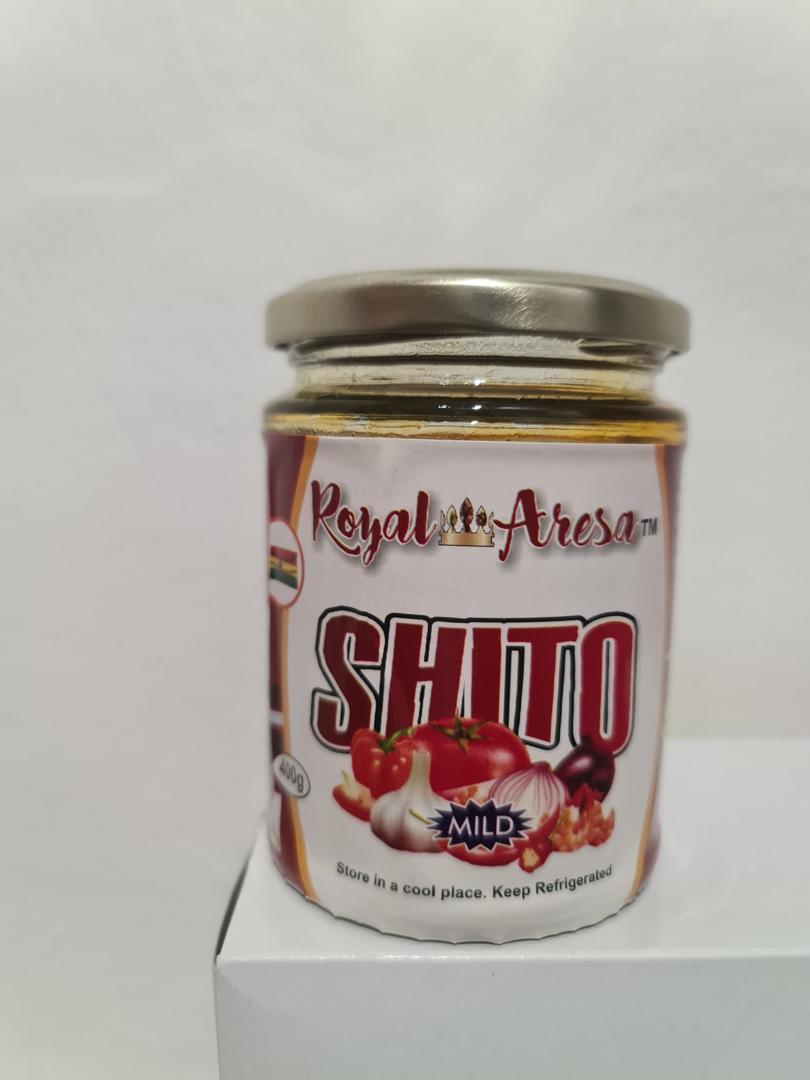 Royal Aresa™
SHITO
400g
MILD
Store in a cool place. Keep Refrigerated